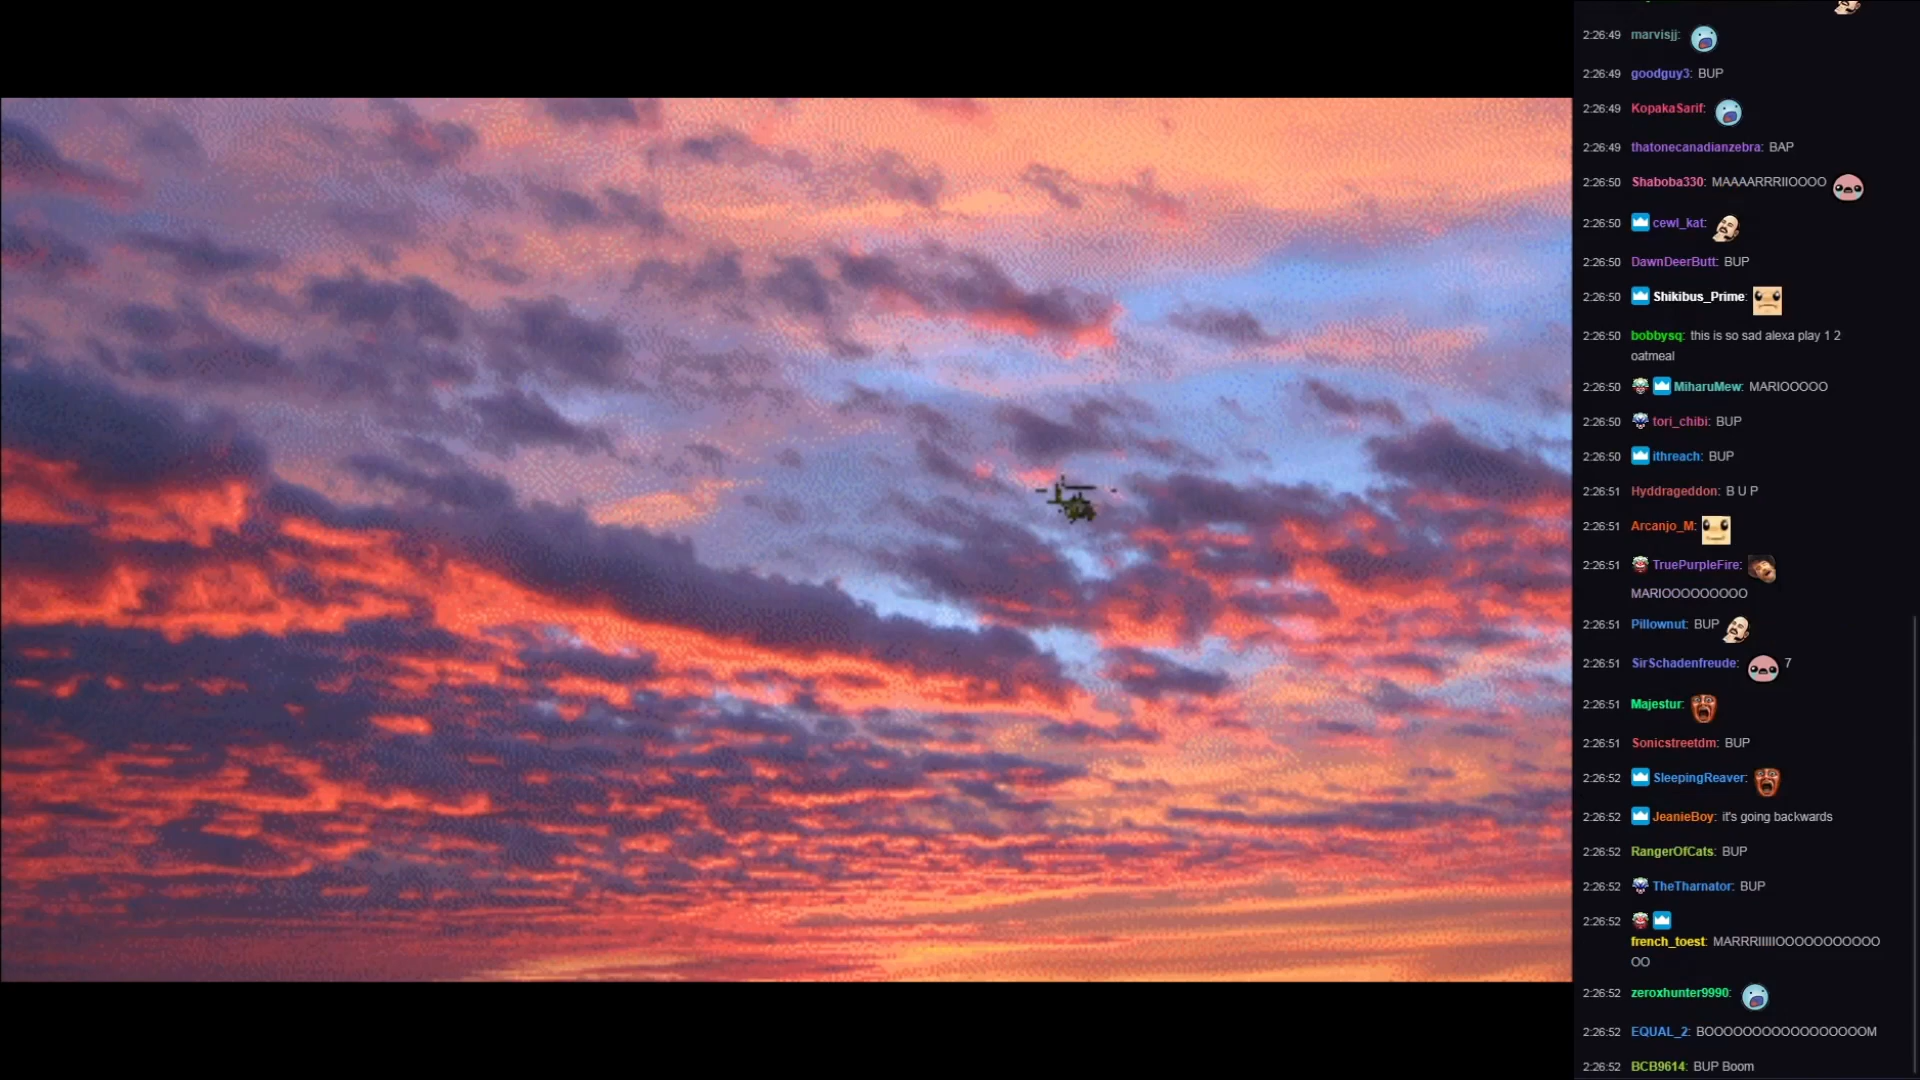 2:26:49 marvisjj:
2:26:49 goodguy3: BUP
2:26:49 KopakaSarif:
2:26:49 thatonecanadianzebra: BAP
2:26:50 Shaboba330: MAAAARRRIIOOOO
2:26:50 cewl_kat:
2:26:50 DawnDeerButt: BUP
2:26:50 Shikibus_Prime:
2:26:50 bobbysq: this is so sad alexa play 1 2
oatmeal
2:26:50 MiharuMew: MARIOOOOO
2:26:50 tori_chibi: BUP
2:26:50 ithreach: BUP
2:26:51 Hyddrageddon: B U P
2:26:51 Arcanjo_M:
2:26:51 TruePurpleFire:
MARIOOOOOOOOO
2:26:51 Pillownut: BUP
2:26:51 SirSchadenfreude: 7
2:26:51 Majestur:
2:26:51 Sonicstreetdm: BUP
2:26:52 SleepingReaver:
2:26:52 JeanieBoy: it's going backwards
2:26:52 RangerOfCats: BUP
2:26:52 TheTharnator: BUP
2:26:52
french_toest: MARRRIIIIIOOOOOOOOOOO
OO
2:26:52 zeroxhunter9990:
2:26:52 EQUAL_2: BOOOOOOOOOOOOOOOOOM
2:26:52 BCB9614: BUP Boom